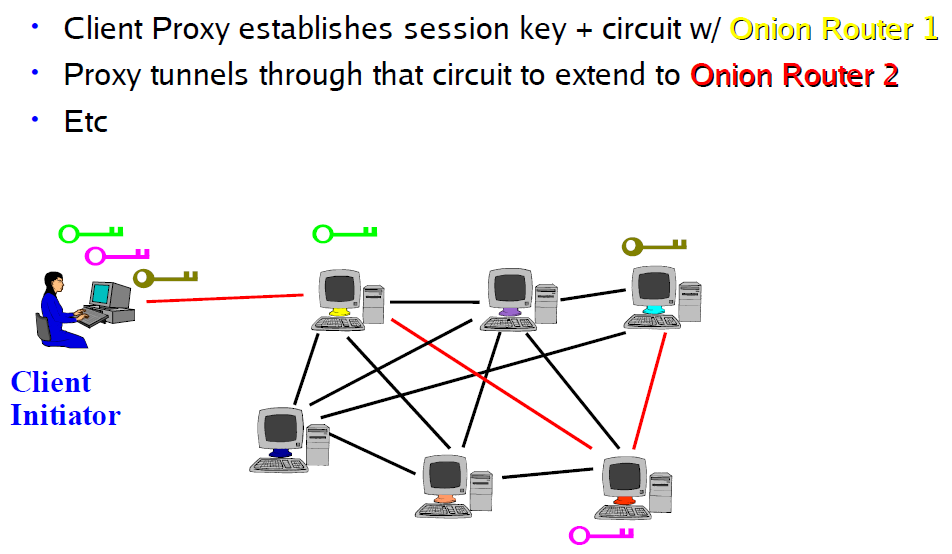 • Client Proxy establishes session key + circuit w/ Onion Router 1
• Proxy tunnels through that circuit to extend to Onion Router 2
• Etc
Client
Initiator